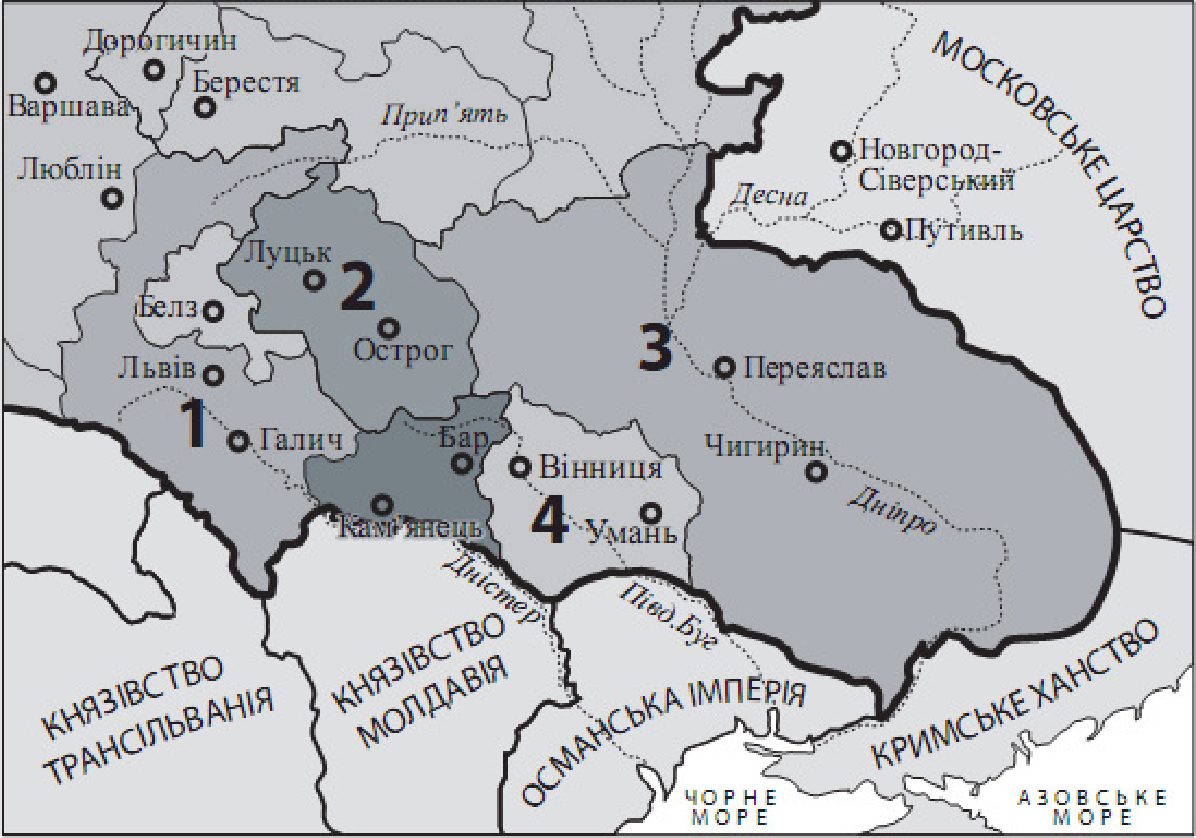 Дорогичин
Варшава
Берестя
Прип'ять
МОСКОВСЬКЕ ЦАРСТВО
Люблін
Новгород-
Сіверський
Десна
Путивль
Луцьк
2
Белз
Острог
Львів
3
Переяслав
1
Галич
Бар
Вінниця
Чигирин
4
Умань
Дніпро
Кам'янець
Дністер
Півд.Буг
КНЯЗІВСТВО
ТРАНСІЛЬВАНІЯ
КНЯЗІВСТВО
МОЛДАВІЯ
ОСМАНСЬКА ІМПЕРІЯ
КРИМСЬКЕ ХАНСТВО
ЧОРНЕ
МОРЕ
АЗОВСЬКЕ
МОРЕ